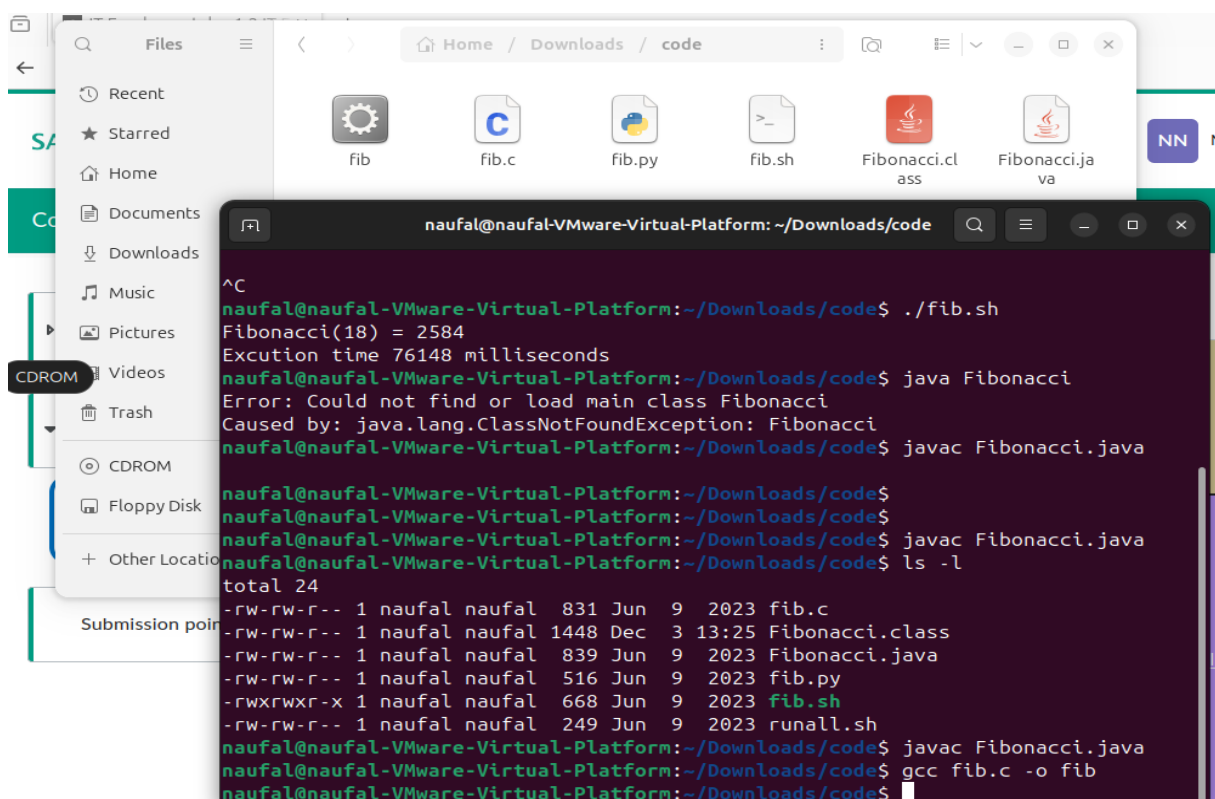 Files
Home / Downloads / code
Recent
Starred
Home
Documents
Downloads
Music
Pictures
Videos
Trash
CDROM
Floppy Disk
Other Locatio
CDROM
fib
fib.c
fib.py
fib.sh
Fibonacci.cl
ass
Fibonacci.ja
va
SA
NN
Co
Submission poin
naufal@naufal-VMware-Virtual-Platform: ~/Downloads/code
^C
naufal@naufal-VMware-Virtual-Platform:~/Downloads/code$ ./fib.sh
Fibonacci(18) = 2584
Excution time 76148 milliseconds
naufal@naufal-VMware-Virtual-Platform:~/Downloads/code$ java Fibonacci
Error: Could not find or load main class Fibonacci
Caused by: java.lang.ClassNotFoundException: Fibonacci
naufal@naufal-VMware-Virtual-Platform:~/Downloads/code$ javac Fibonacci.java
naufal@naufal-VMware-Virtual-Platform:~/Downloads/code$
naufal@naufal-VMware-Virtual-Platform:~/Downloads/code$
naufal@naufal-VMware-Virtual-Platform:~/Downloads/code$ javac Fibonacci.java
naufal@naufal-VMware-Virtual-Platform:~/Downloads/code$ ls -l
total 24
-rw-rw-r-- 1 naufal naufal  831 Jun  9  2023 fib.c
-rw-rw-r-- 1 naufal naufal 1448 Dec  3 13:25 Fibonacci.class
-rw-rw-r-- 1 naufal naufal  839 Jun  9  2023 Fibonacci.java
-rw-rw-r-- 1 naufal naufal  516 Jun  9  2023 fib.py
-rwxrwxr-x 1 naufal naufal  668 Jun  9  2023 fib.sh
-rw-rw-r-- 1 naufal naufal  249 Jun  9  2023 runall.sh
naufal@naufal-VMware-Virtual-Platform:~/Downloads/code$ javac Fibonacci.java
naufal@naufal-VMware-Virtual-Platform:~/Downloads/code$ gcc fib.c -o fib
naufal@naufal-VMware-Virtual-Platform:~/Downloads/code$